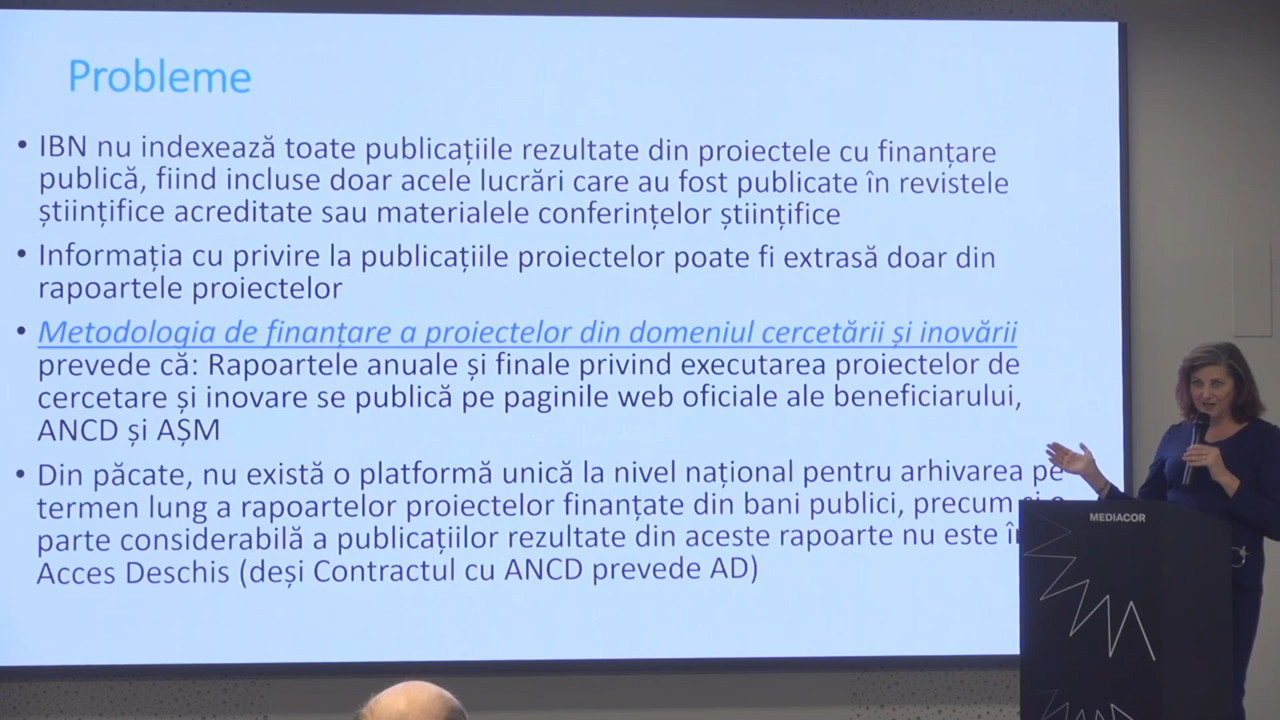 Probleme
• IBN nu indexează toate publicațiile rezultate din proiectele cu finanțare
publică, fiind incluse doar acele lucrări care au fost publicate în revistele
științifice acreditate sau materialele conferințelor științifice
• Informația cu privire la publicațiile proiectelor poate fi extrasă doar din
rapoartele proiectelor
• Metodologia de finanțare a proiectelor din domeniul cercetării și inovării
prevede că: Rapoartele anuale și finale privind executarea proiectelor de
cercetare și inovare se publică pe paginile web oficiale ale beneficiarului,
ANCD și AȘM
• Din păcate, nu există o platformă unică la nivel național pentru arhivarea pe
termen lung a rapoartelor proiectelor finanțate din bani publici, precum
parte considerabilă a publicațiilor rezultate din aceste rapoarte nu este
Acces Deschis (deși Contractul cu ANCD prevede AD)
MEDIACOR